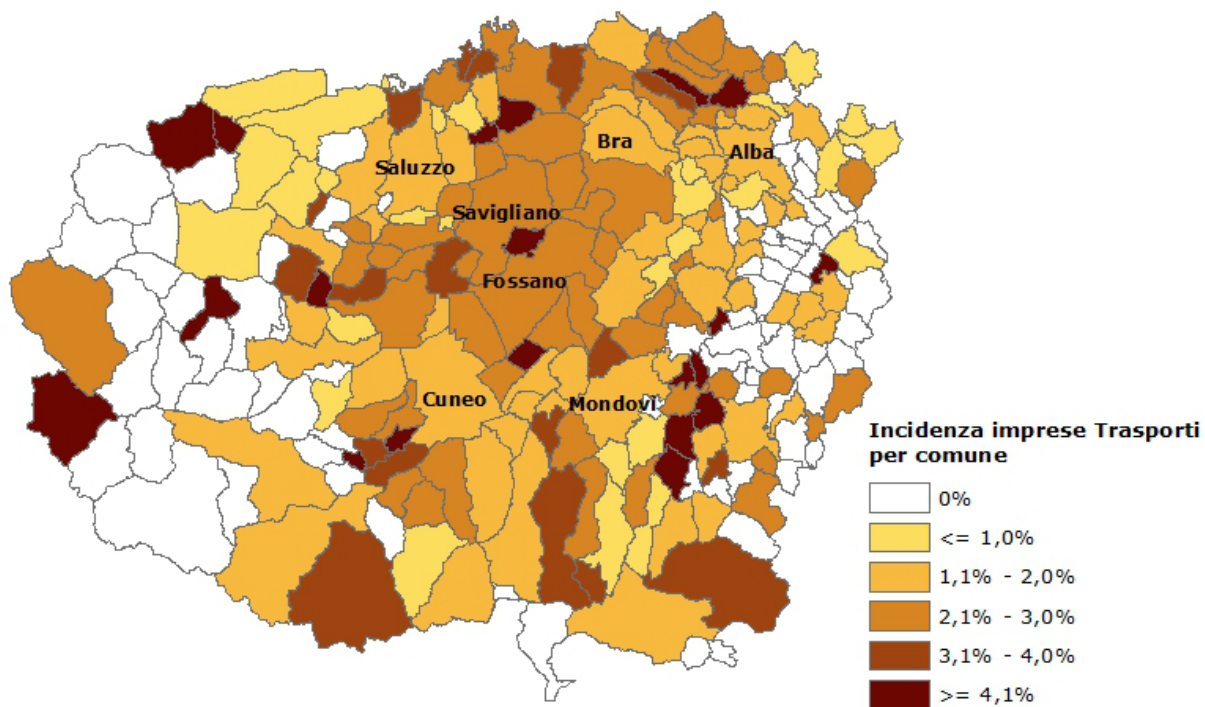 Bra
Alba
Saluzzo
Savigliano
Fossano
Cuneo
Mondovì
Incidenza imprese Trasporti
per comune
0%
<= 1,0%
1,1% - 2,0%
2,1% - 3,0%
3,1% - 4,0%
>= 4,1%